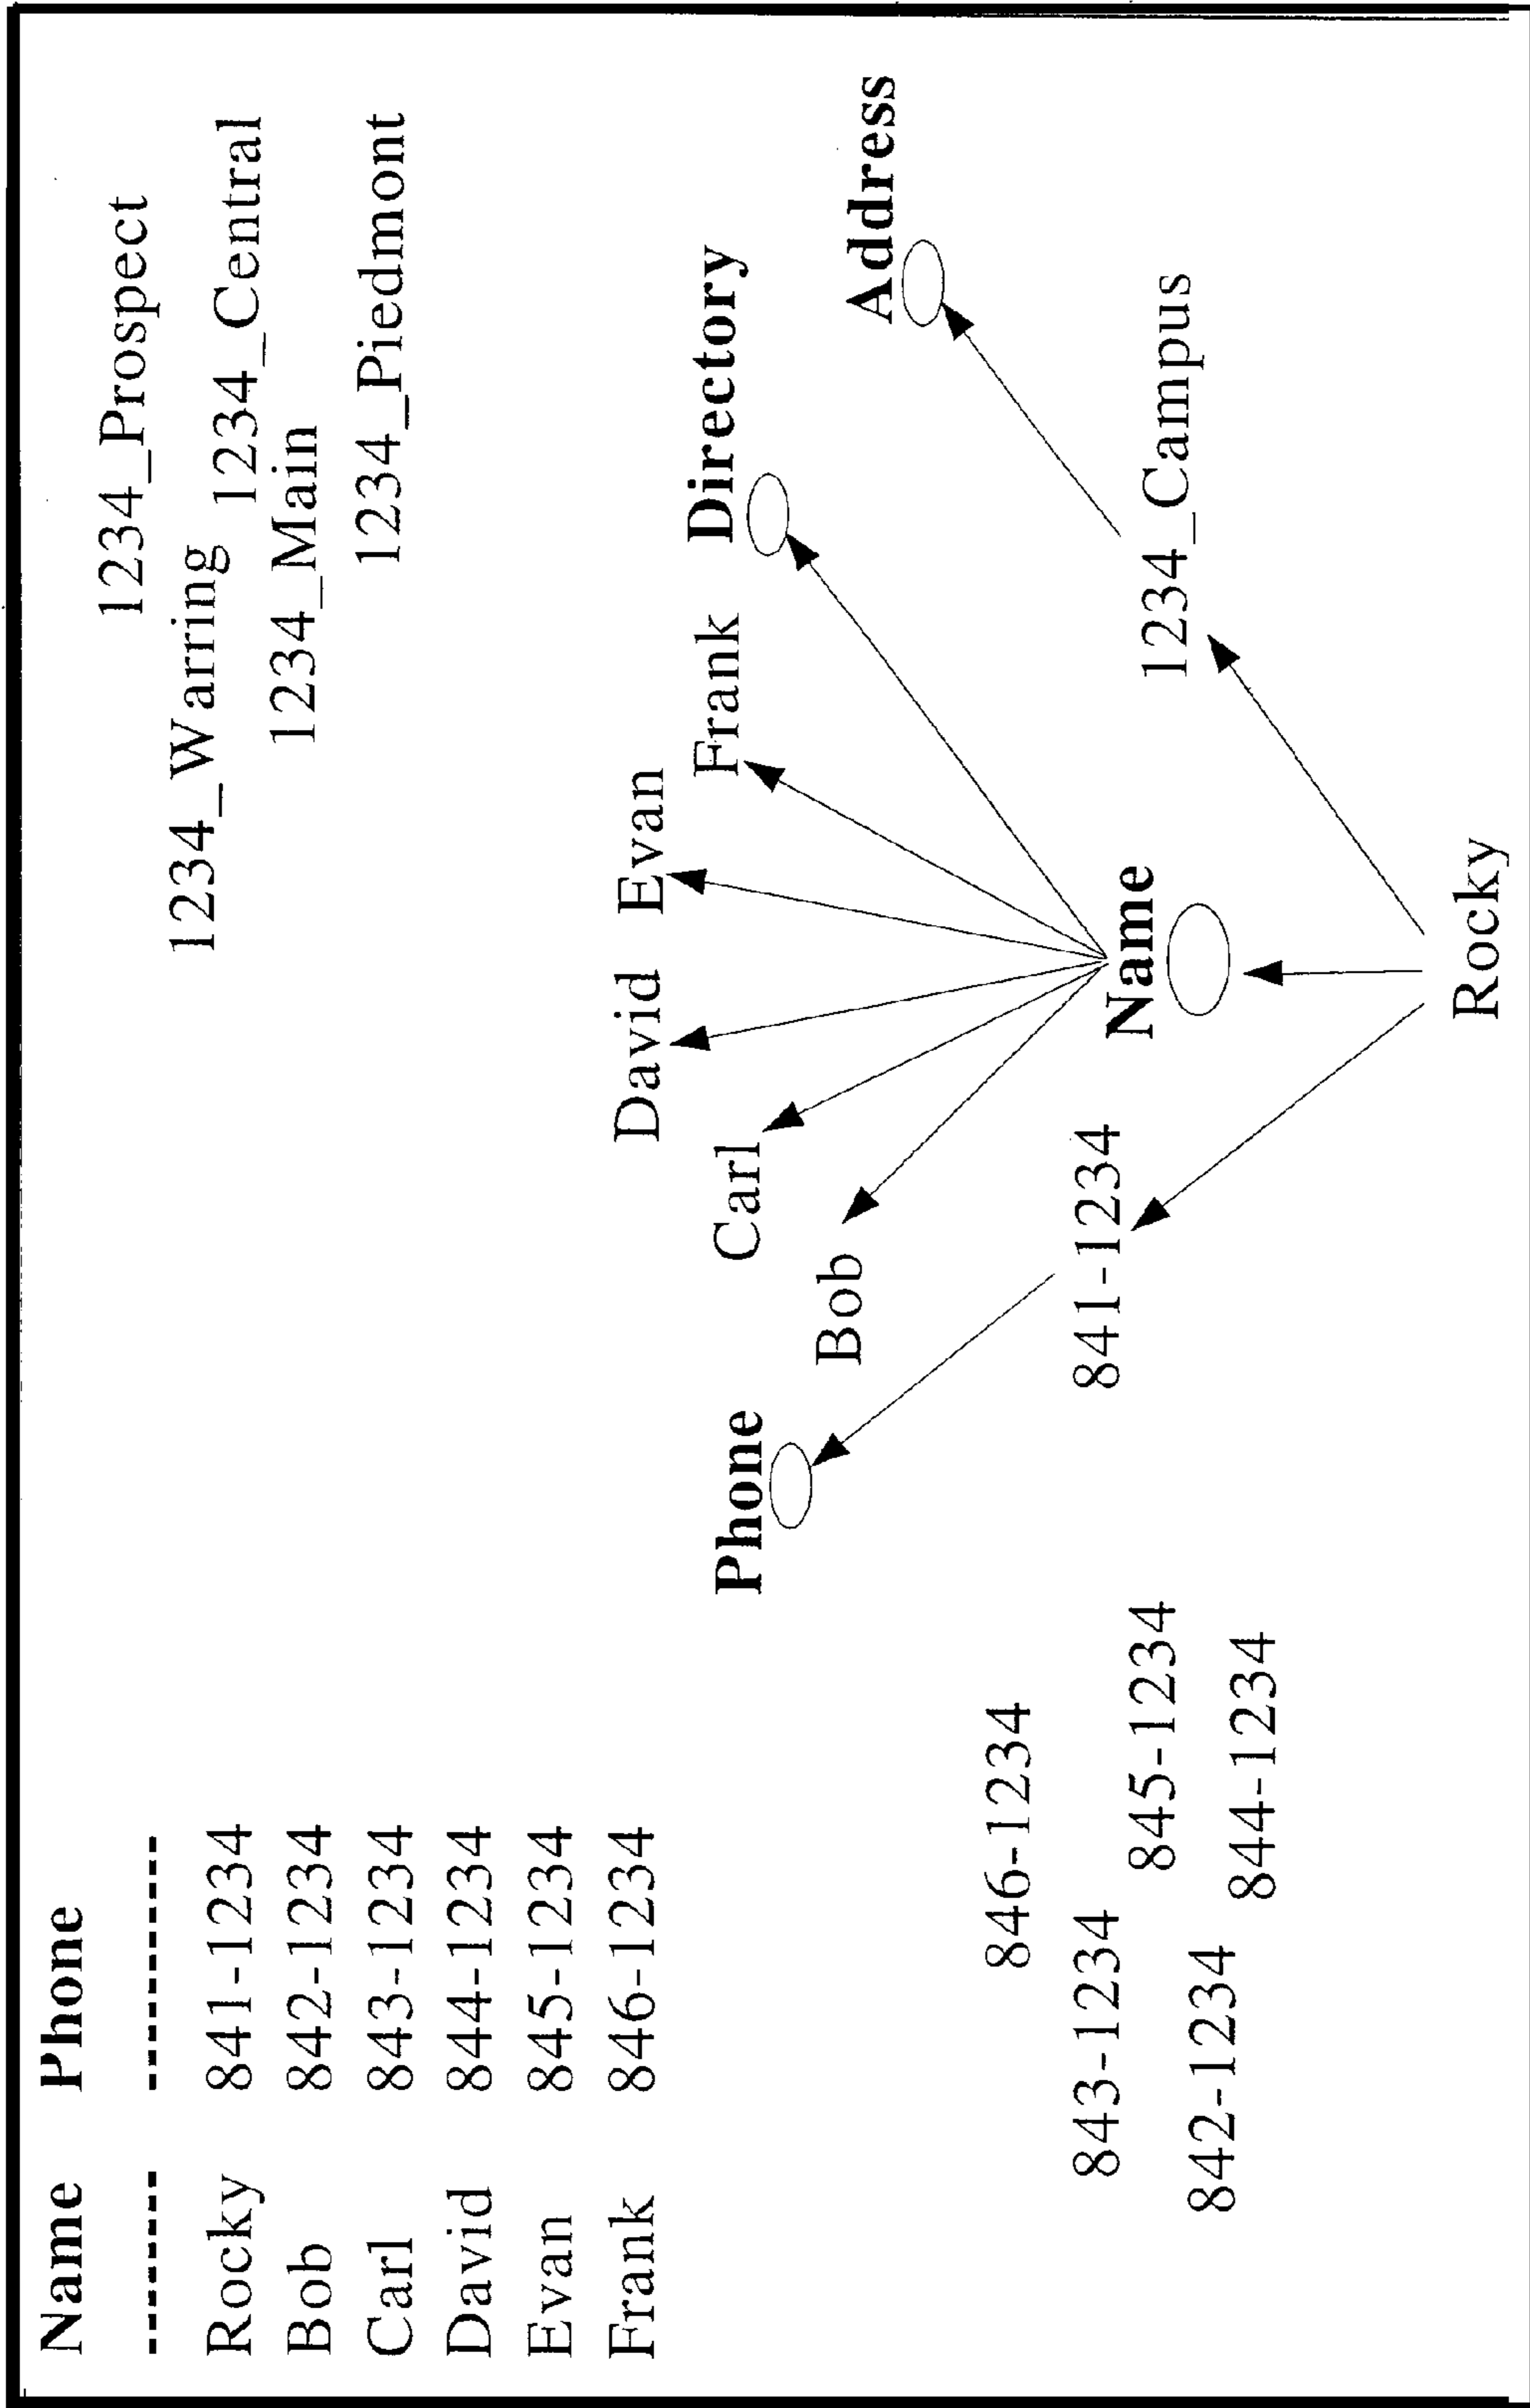 Name Phone
------- ----------
Rocky 841-1234
Bob 842-1234
Carl 843-1234
David 844-1234
Evan 845-1234
Frank 846-1234
1234_Prospect
1234_Warring
1234_Central
1234_Main
1234_Piedmont
David Evan
Carl Frank Directory
Phone
Bob
Address
846-1234
843-1234
841-1234
Name
845-1234
1234_Campus
842-1234
844-1234
Rocky